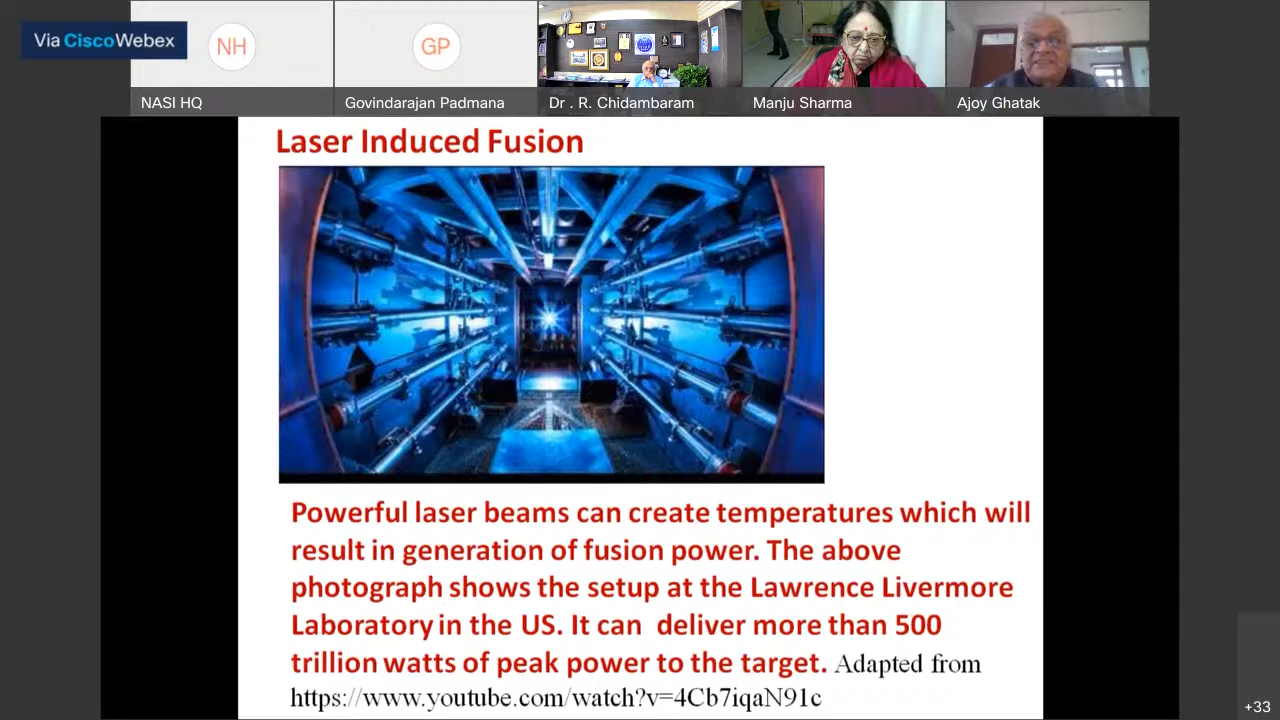 Via Cisco Webex
NH
GP
NASI HQ
Govindarajan Padmana
Dr . R. Chidambaram
Manju Sharma
Ajoy Ghatak
Laser Induced Fusion
Powerful laser beams can create temperatures which will
result in generation of fusion power. The above
photograph shows the setup at the Lawrence Livermore
Laboratory in the US. It can deliver more than 500
trillion watts of peak power to the target. Adapted from
https://www.youtube.com/watch?v=4Cb7iqaN91c
+33